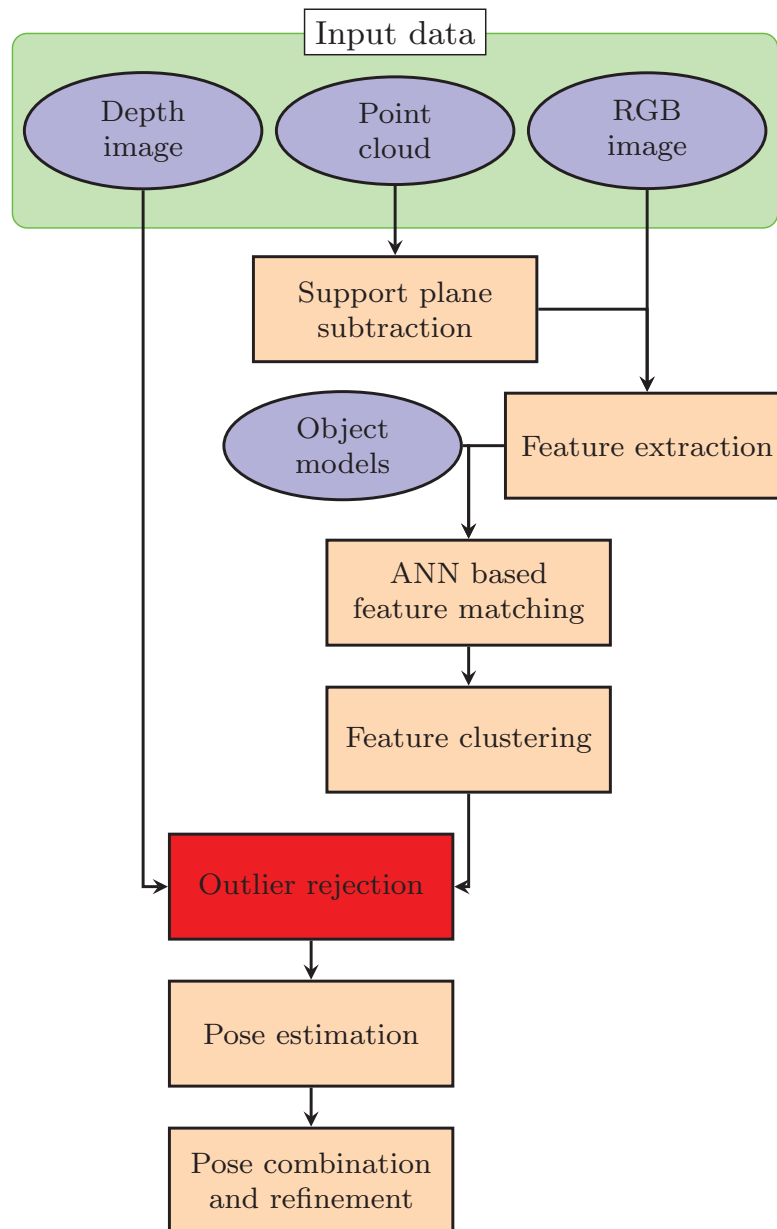 Input data
Depth
image
Point
cloud
RGB
image
Support plane
subtraction
Object
models
Feature extraction
ANN based
feature matching
Feature clustering
Outlier rejection
Pose estimation
Pose combination
and refinement